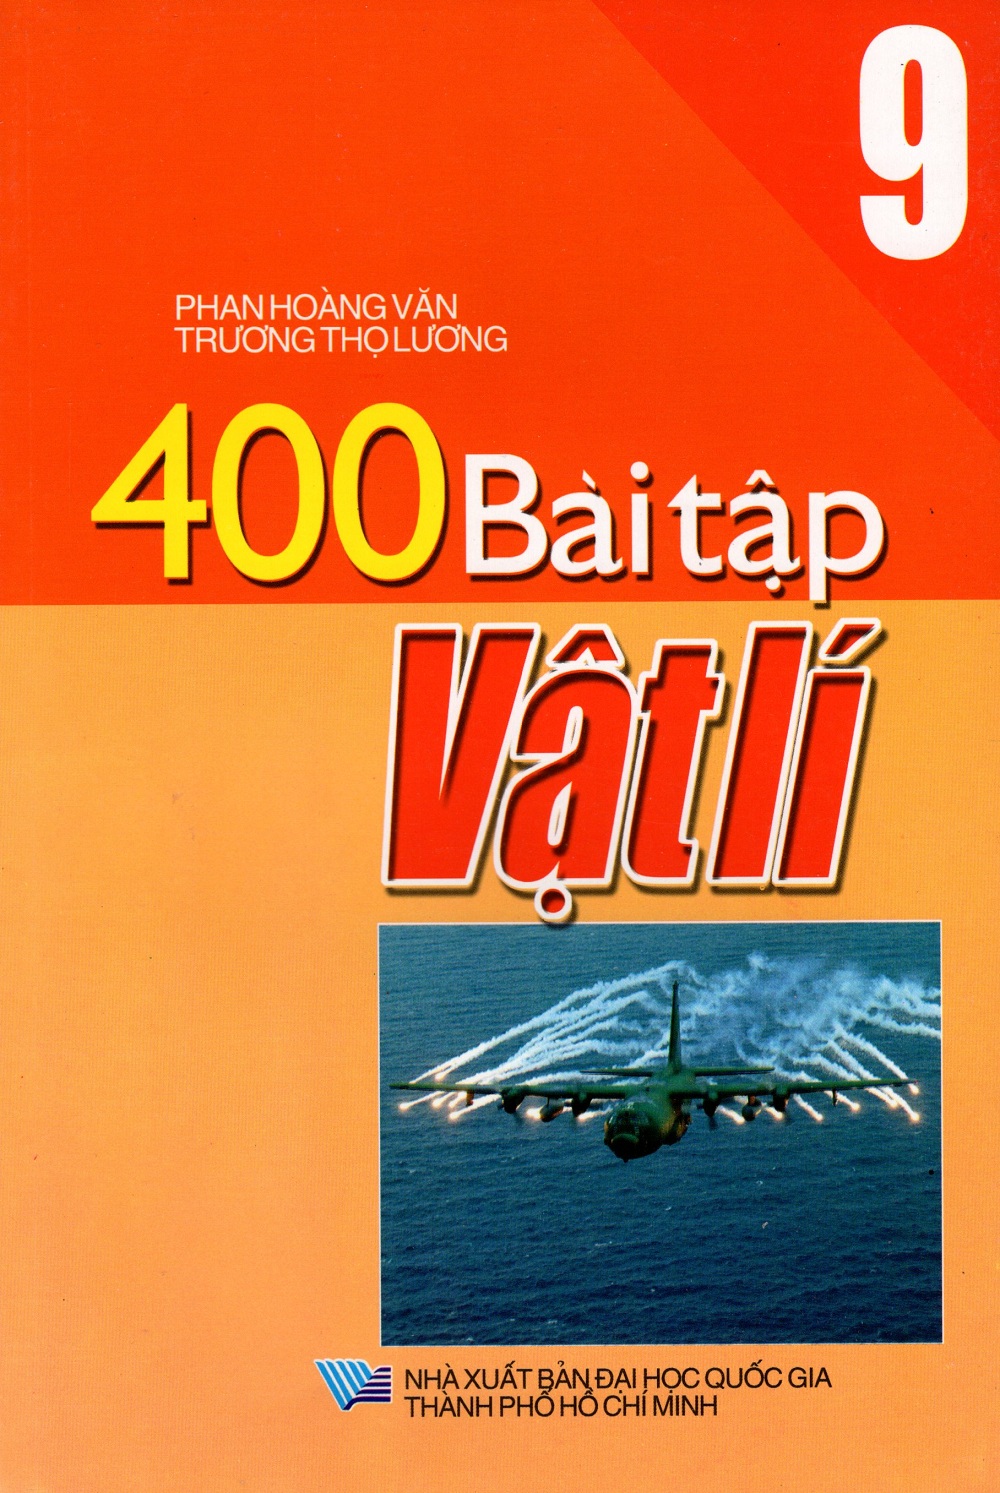 9
PHAN HOÀNG VĂN
TRƯƠNG THỌ LƯƠNG
400 Bài tập
Vật lí
NHÀ XUẤT BẢN ĐẠI HỌC QUỐC GIA
THÀNH PHỐ HỒ CHÍ MINH